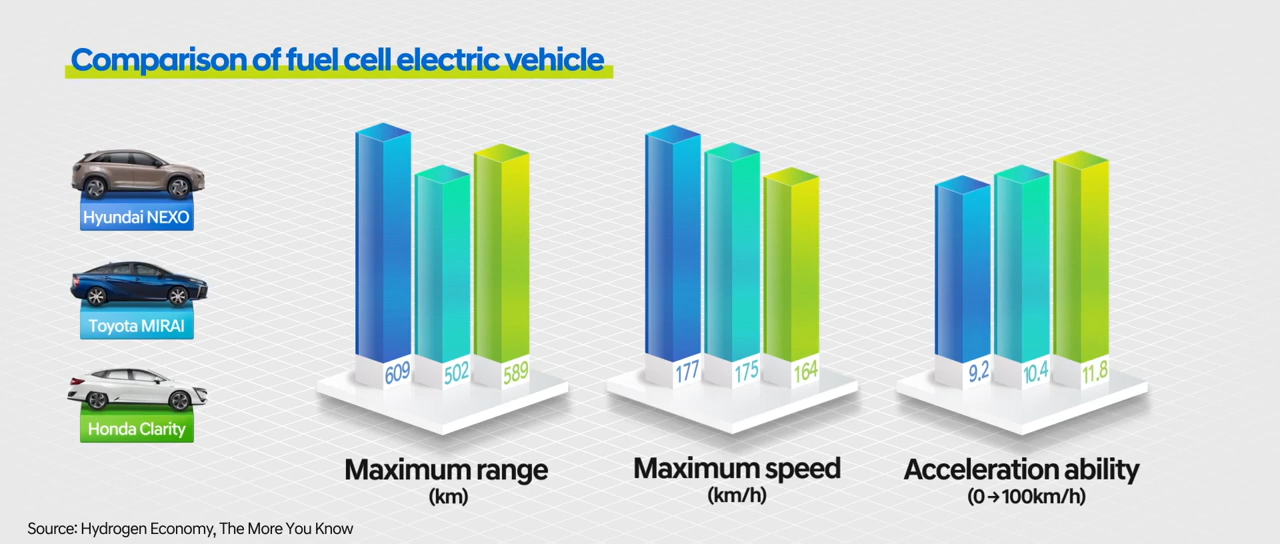 Comparison of fuel cell electric vehicle
Hyundai NEXO
Toyota MIRAI
Honda Clarity
609
502
589
Maximum range
(km)
177
175
164
Maximum speed
(km/h)
9.2
10.4
11.8
Acceleration ability
(0→100km/h)
Source: Hydrogen Economy, The More You Know